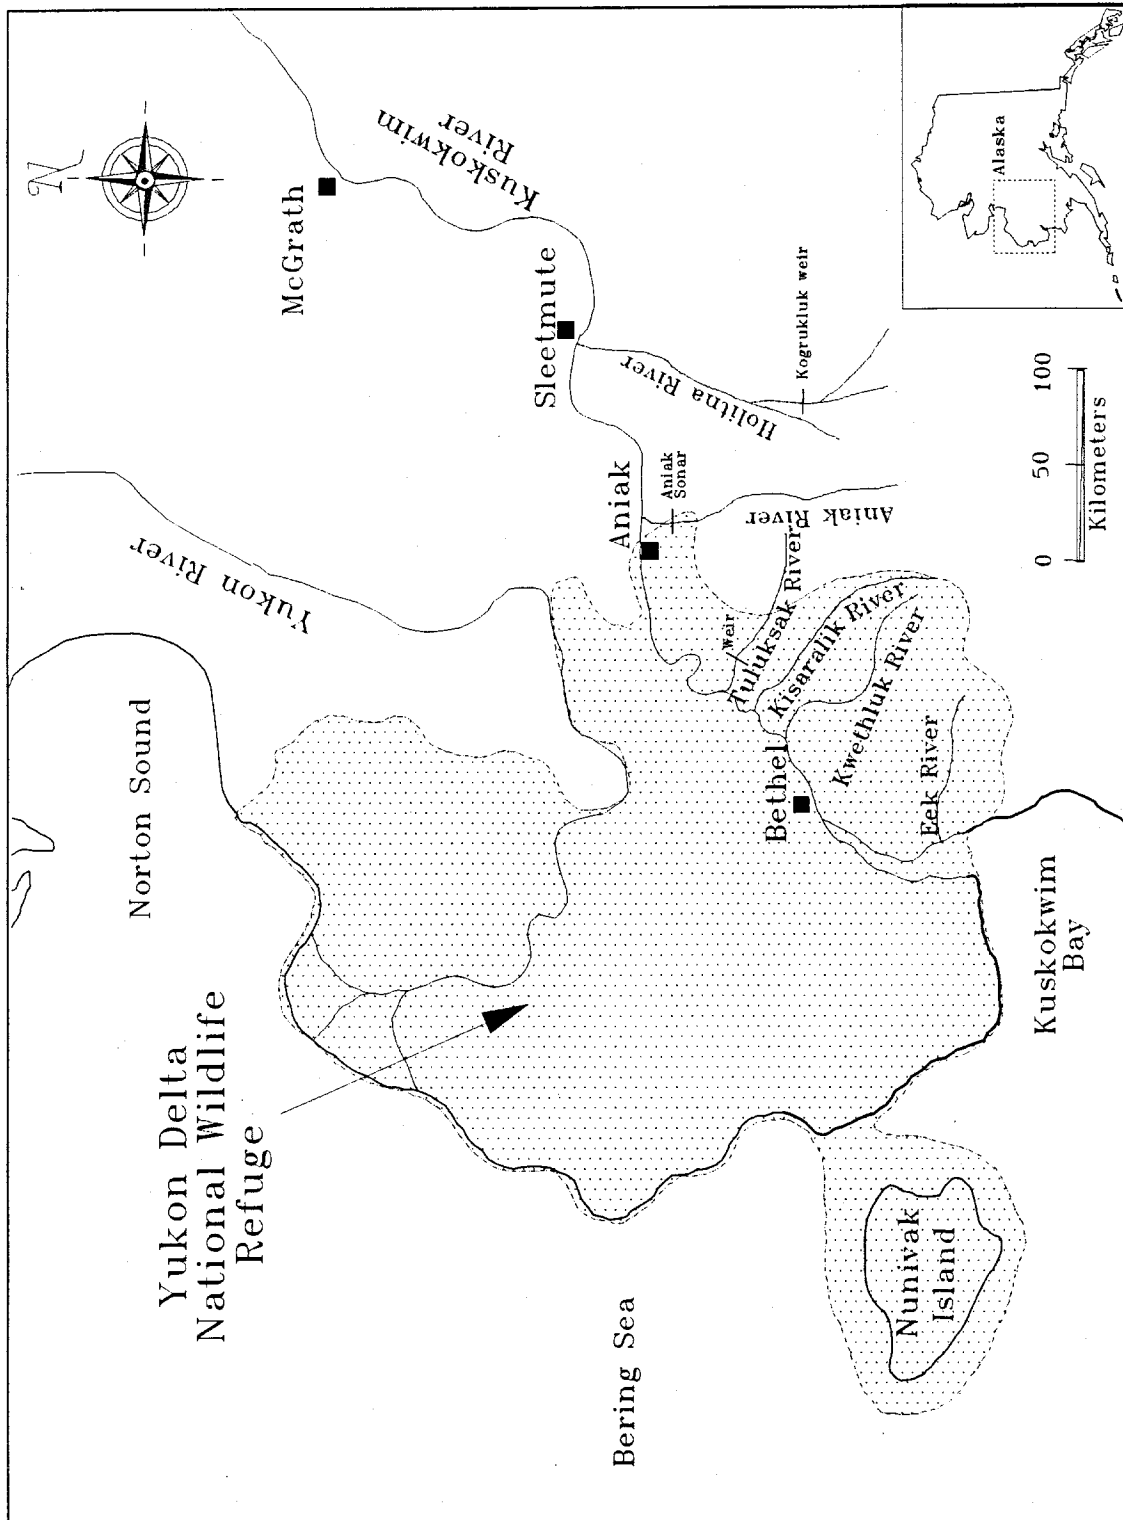 N
Norton Sound
Yukon River
McGrath
Kuskokwim
River
Yukon Delta
National Wildlife
Refuge
Sleetmute
Aniak
Aniak
Sonar
Holitna River
Kogrukluk weir
Aniak River
Weir
Tuluksak River
Kisaralik River
Kwethluk River
Bethel
Eek River
Bering Sea
Nunivak
Island
Kuskokwim
Bay
0
50
100
Kilometers
Alaska